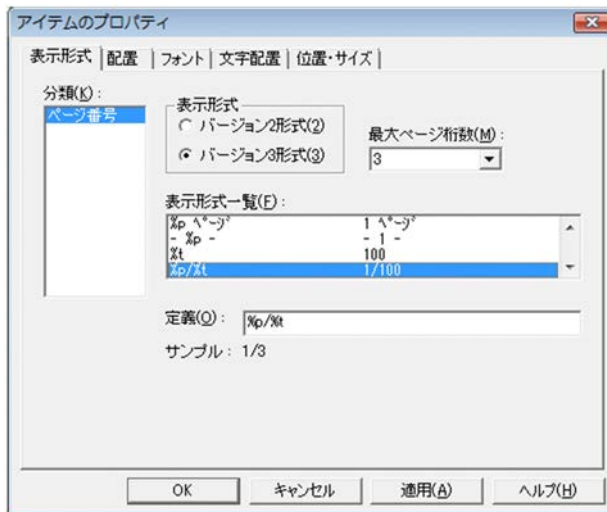 アイテムのプロパティ
表示形式 配置 フォント 文字配置 位置・サイズ
分類(K):
ページ番号
表示形式
バージョン2形式(2)
バージョン3形式(3)
最大ページ桁数(M):
3
表示形式一覧(F):
%p ﾍﾟｰｼﾞ 1 ﾍﾟｰｼﾞ
- %p - - 1 -
%t 100
%p/%t 1/100
定義(O): %p/%t
サンプル: 1/3
OK キャンセル 適用(A) ヘルプ(H)